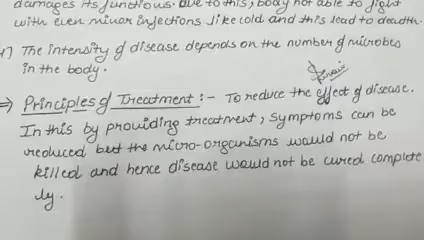 damages its functions. Due to this, body not able to fight
with even minor infections like cold and this lead to deadth.
4) The intensity of disease depends on the number of microbes
in the body.
⇒ Principles of Treatment :- To reduce the effect of disease.
In this by providing treatment, symptoms can be
reduced but the micro-organisms would not be
killed and hence disease would not be cured complete
ly.